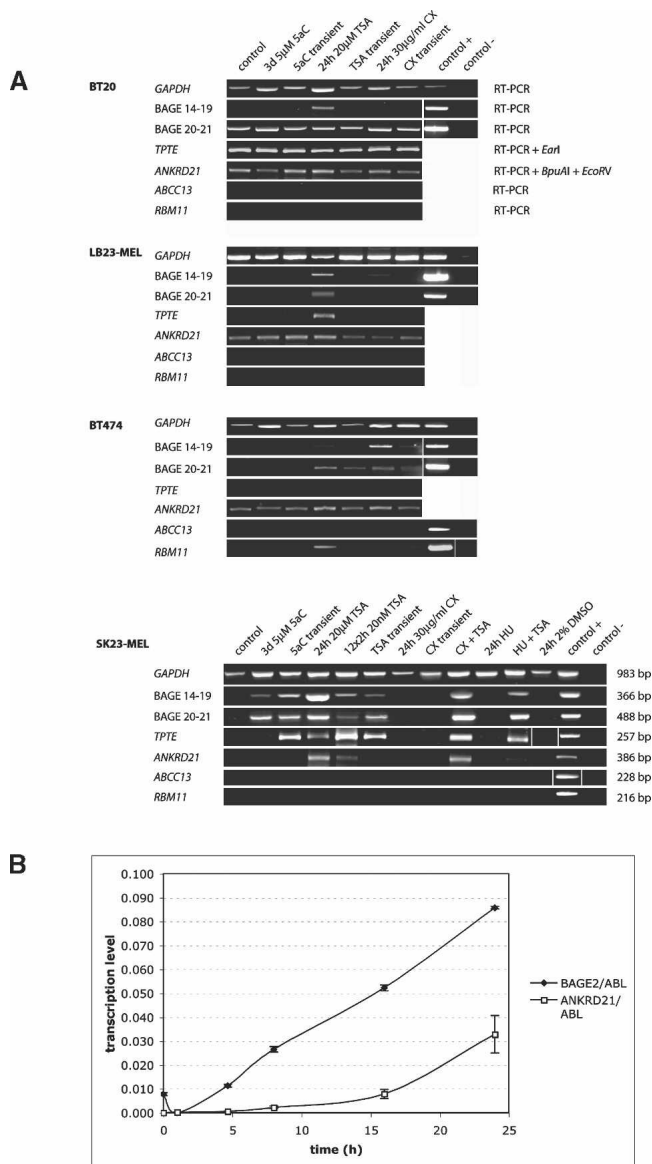 A
control 3d 5µM 5aC 5aC transient 24h 20µM TSA TSA transient 24h 30µg/ml CX CX transient control + control -
BT20
GAPDH RT-PCR
BAGE 14-19 RT-PCR
BAGE 20-21 RT-PCR
TPTE RT-PCR + EarI
ANKRD21 RT-PCR + BpuAI + EcoRV
ABCC13 RT-PCR
RBM11 RT-PCR
LB23-MEL
GAPDH
BAGE 14-19
BAGE 20-21
TPTE
ANKRD21
ABCC13
RBM11
BT474
GAPDH
BAGE 14-19
BAGE 20-21
TPTE
ANKRD21
ABCC13
RBM11
control 3d 5µM 5aC 5aC transient 24h 20µM TSA 12x2h 20nM TSA TSA transient 24h 30µg/ml CX CX transient CX + TSA 24h HU HU + TSA 24h 2% DMSO control + control -
SK23-MEL
GAPDH 983 bp
BAGE 14-19 366 bp
BAGE 20-21 488 bp
TPTE 257 bp
ANKRD21 386 bp
ABCC13 228 bp
RBM11 216 bp
B
0.100
0.090
0.080
0.070
0.060
0.050
0.040
0.030
0.020
0.010
0.000
transcription level
0 5 10 15 20 25
time (h)
BAGE2/ABL
ANKRD21/
ABL